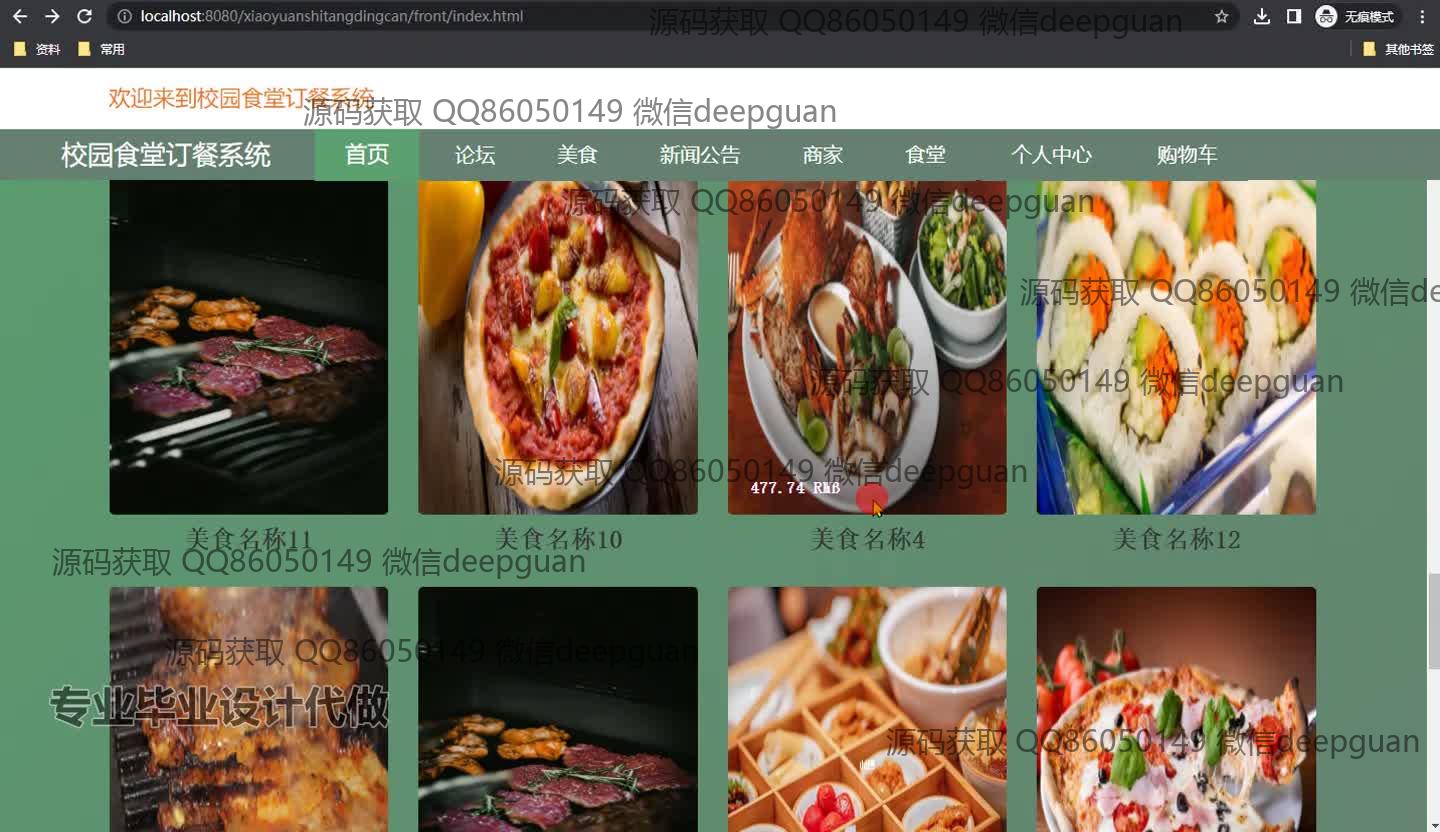 localhost:8080/xiaoyuanshitangdingcan/front/index.html
无痕模式
资料
常用
其他书签
源码获取 QQ86050149 微信deepguan
欢迎来到校园食堂订餐系统
源码获取 QQ86050149 微信deepguan
校园食堂订餐系统
首页
论坛
美食
新闻公告
商家
食堂
个人中心
购物车
源码获取 QQ86050149 微信deepguan
源码获取 QQ86050149 微信de
源码获取 QQ86050149 微信deepguan
源码获取 QQ86050149 微信deepguan
477.74 RMB
美食名称11
美食名称10
美食名称4
美食名称12
源码获取 QQ86050149 微信deepguan
源码获取 QQ86050149 微信deepguan
专业毕业设计代做
源码获取 QQ86050149 微信deepguan